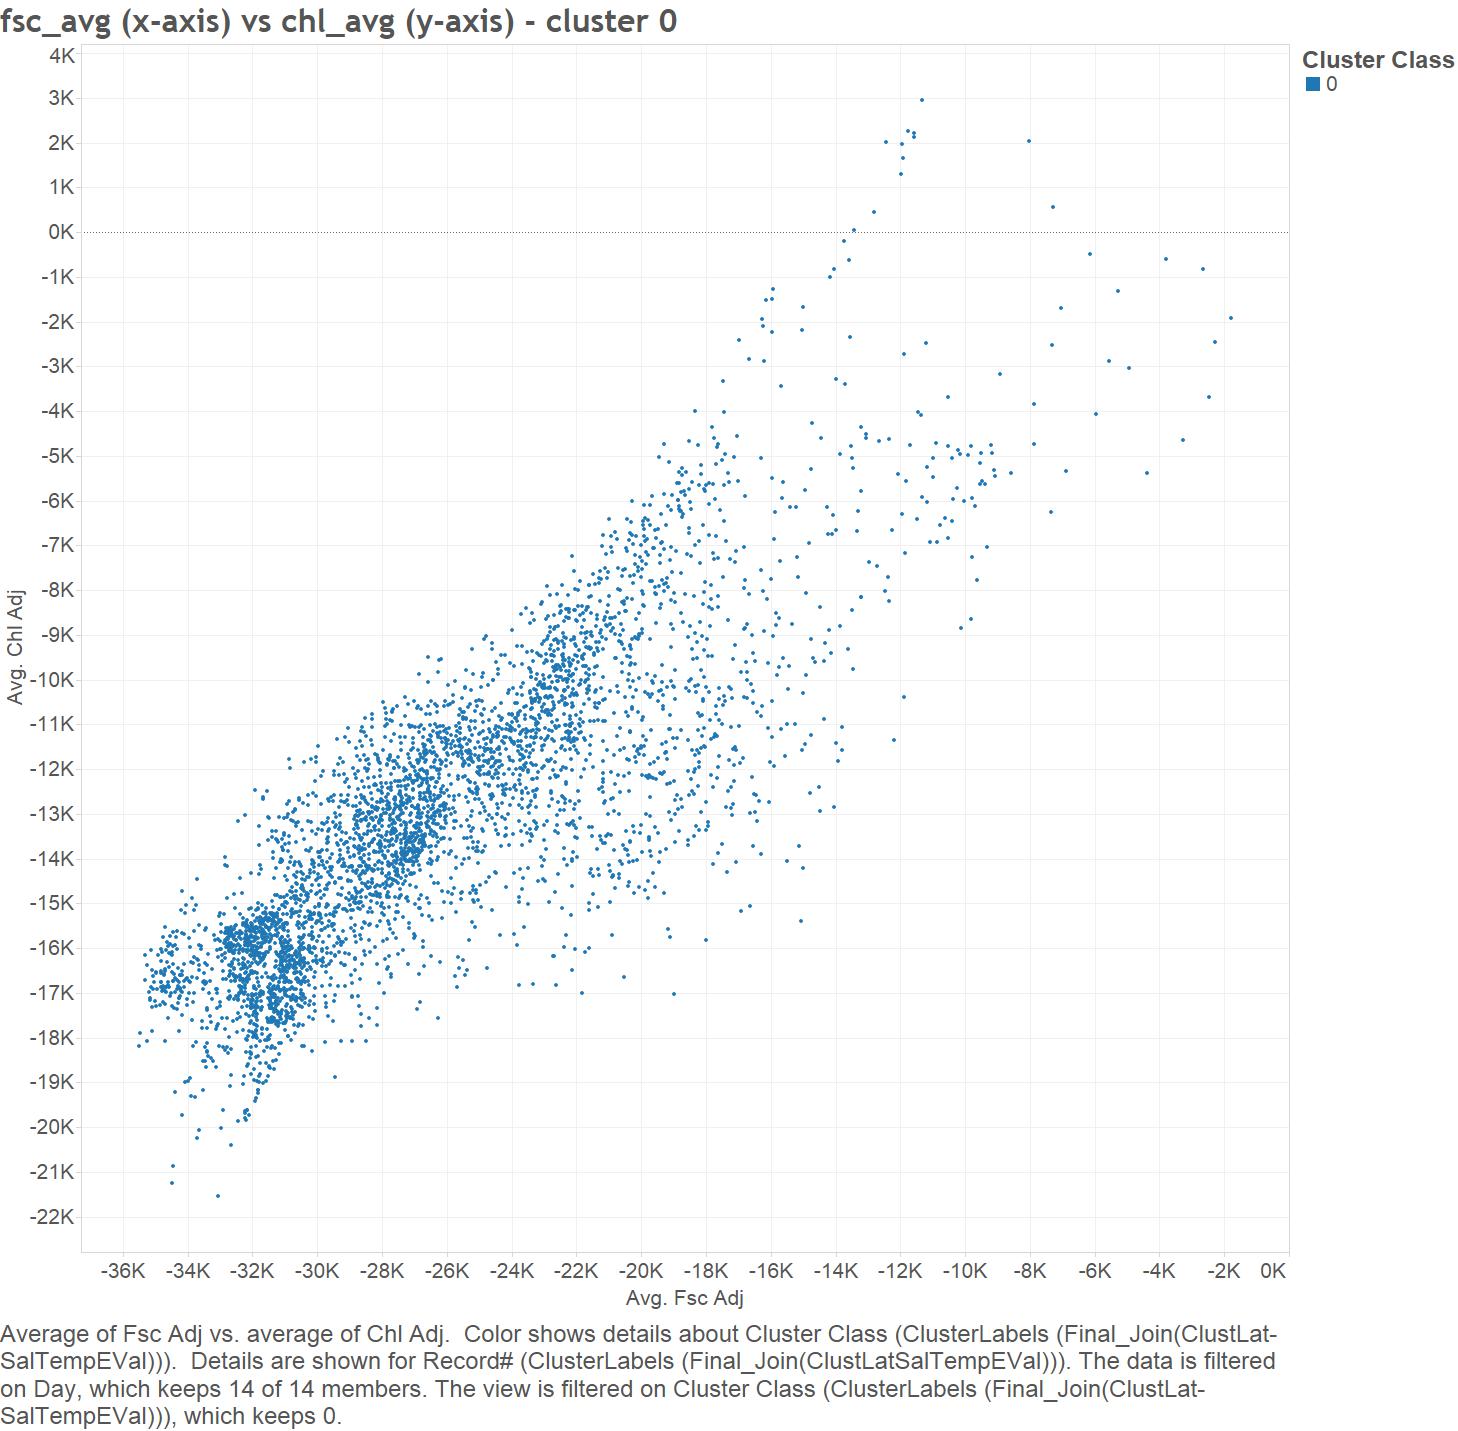 fsc_avg (x-axis) vs chl_avg (y-axis) - cluster 0
Cluster Class
0
4K
3K
2K
1K
0K
-1K
-2K
-3K
-4K
-5K
-6K
-7K
-8K
-9K
-10K
-11K
-12K
-13K
-14K
-15K
-16K
-17K
-18K
-19K
-20K
-21K
-22K
Avg. Chl Adj
-36K -34K -32K -30K -28K -26K -24K -22K -20K -18K -16K -14K -12K -10K -8K -6K -4K -2K 0K
Avg. Fsc Adj
Average of Fsc Adj vs. average of Chl Adj.  Color shows details about Cluster Class (ClusterLabels (Final_Join(ClustLat-
SalTempEVal))).  Details are shown for Record# (ClusterLabels (Final_Join(ClustLatSalTempEVal))). The data is filtered
on Day, which keeps 14 of 14 members. The view is filtered on Cluster Class (ClusterLabels (Final_Join(ClustLat-
SalTempEVal))), which keeps 0.